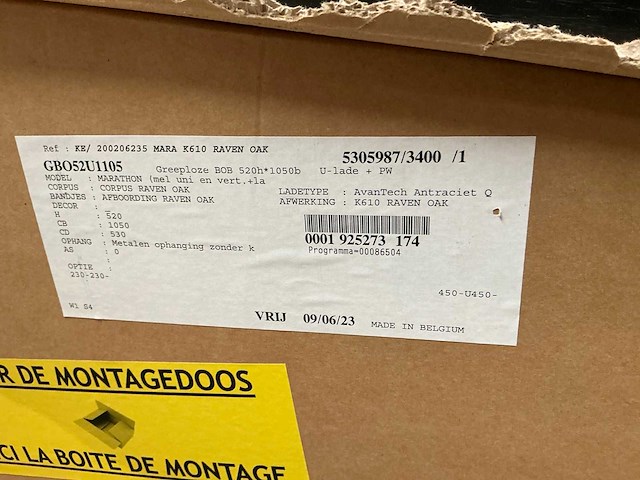 Ref : KE/ 200206235 MARA K610 RAVEN OAK
5305987/3400 /1
GBO52U1105 Greeploze BOB 520h*1050b U-lade + PW
MODEL : MARATHON (mel uni en vert.+la
CORPUS : CORPUS RAVEN OAK LADETYPE : AvanTech Antraciet Q
BANDJES : AFBOORDING RAVEN OAK AFWERKING : K610 RAVEN OAK
DECOR : _
H : 520
CB : 1050
CD : 530
OPHANG : Metalen ophanging zonder k
AS : 0
:
OPTIE :
230-230-
0001 925273 174
Programma=00086504
450-U450-
W1 S4
VRIJ 09/06/23 MADE IN BELGIUM
R DE MONTAGEDOOS
CI LA BOITE DE MONTAGE